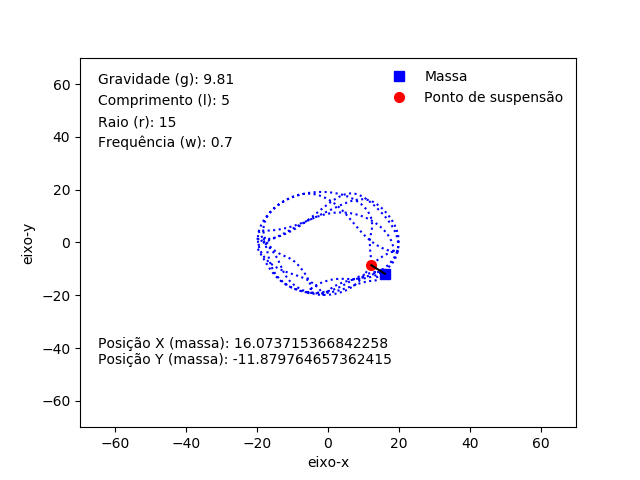 Gravidade (g): 9.81
Comprimento (l): 5
Raio (r): 15
Frequência (w): 0.7
Massa
Ponto de suspensão
60
40
20
0
−20
−40
−60
eixo-y
Posição X (massa): 16.073715366842258
Posição Y (massa): -11.879764657362415
−60
−40
−20
0
20
40
60
eixo-x